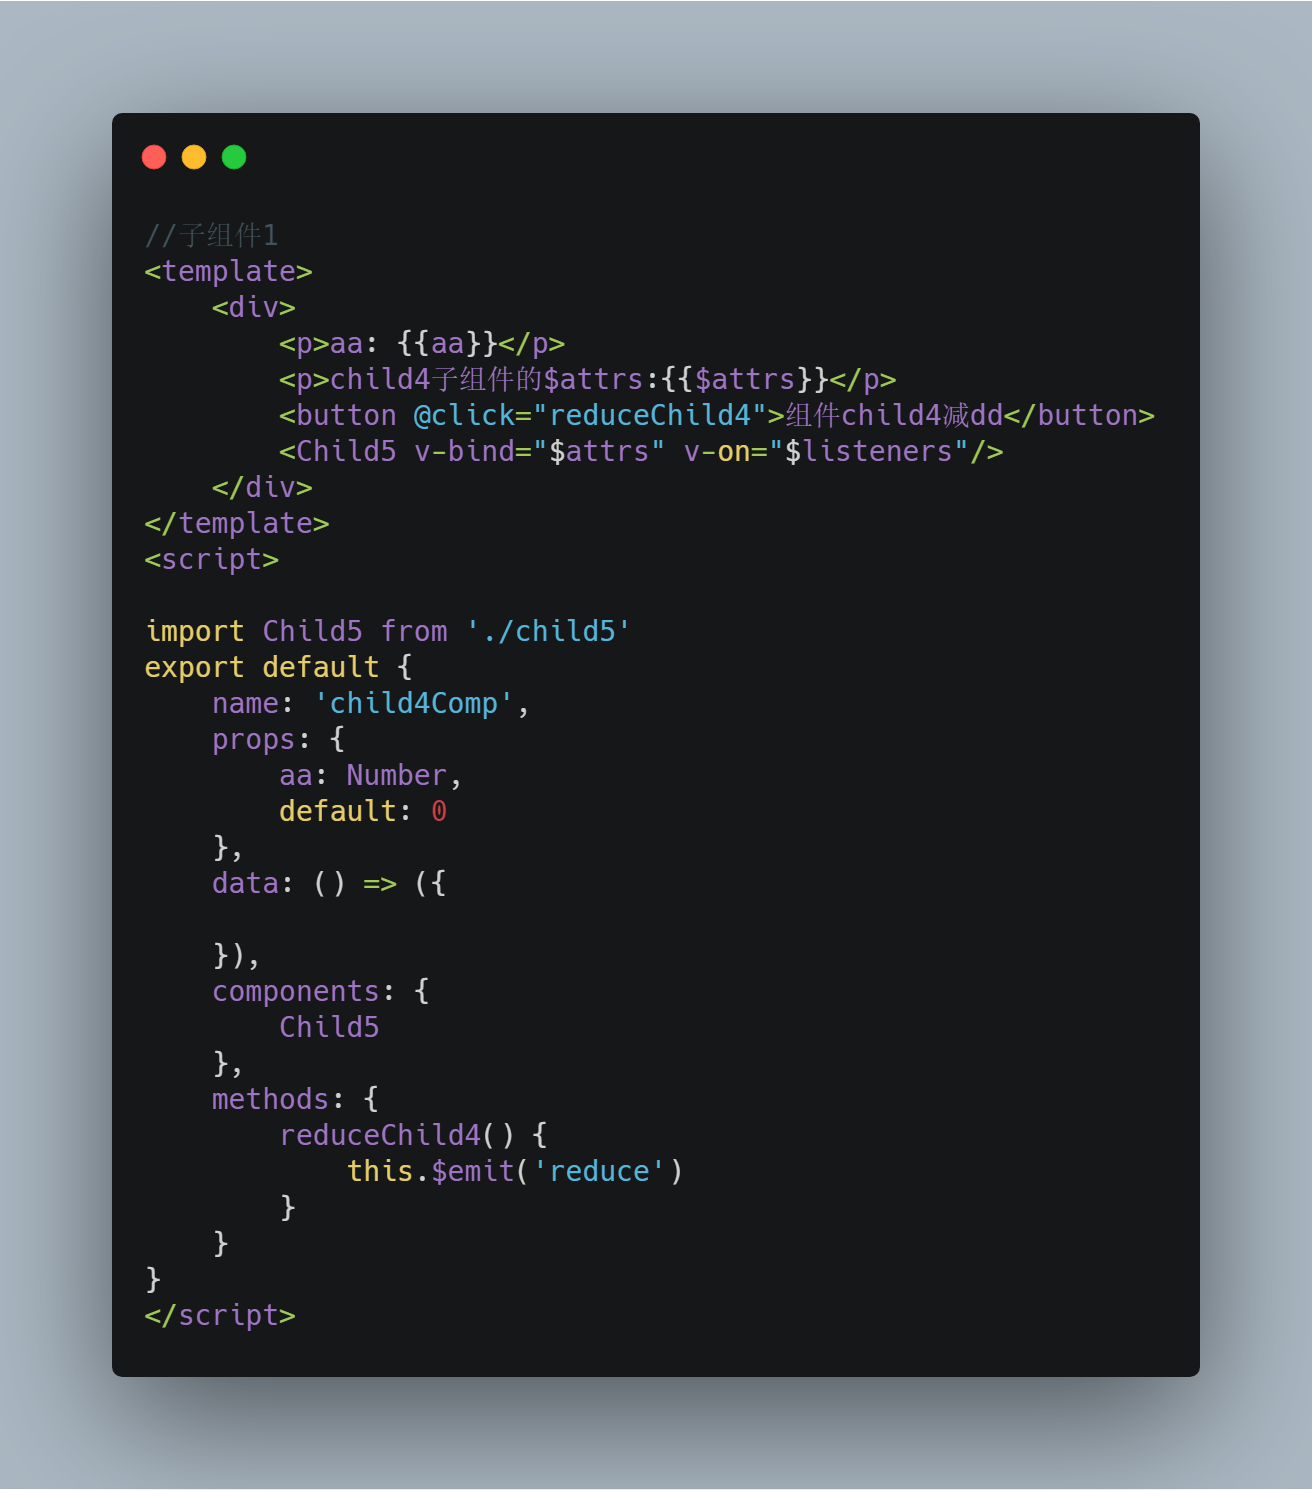 //子组件1
<template>
    <div>
        <p>aa: {{aa}}</p>
        <p>child4子组件的$attrs:{{$attrs}}</p>
        <button @click="reduceChild4">组件child4减dd</button>
        <Child5 v-bind="$attrs" v-on="$listeners"/>
    </div>
</template>
<script>

import Child5 from './child5'
export default {
    name: 'child4Comp',
    props: {
        aa: Number,
        default: 0
    },
    data: () => ({

    }),
    components: {
        Child5
    },
    methods: {
        reduceChild4() {
            this.$emit('reduce')
        }
    }
}
</script>